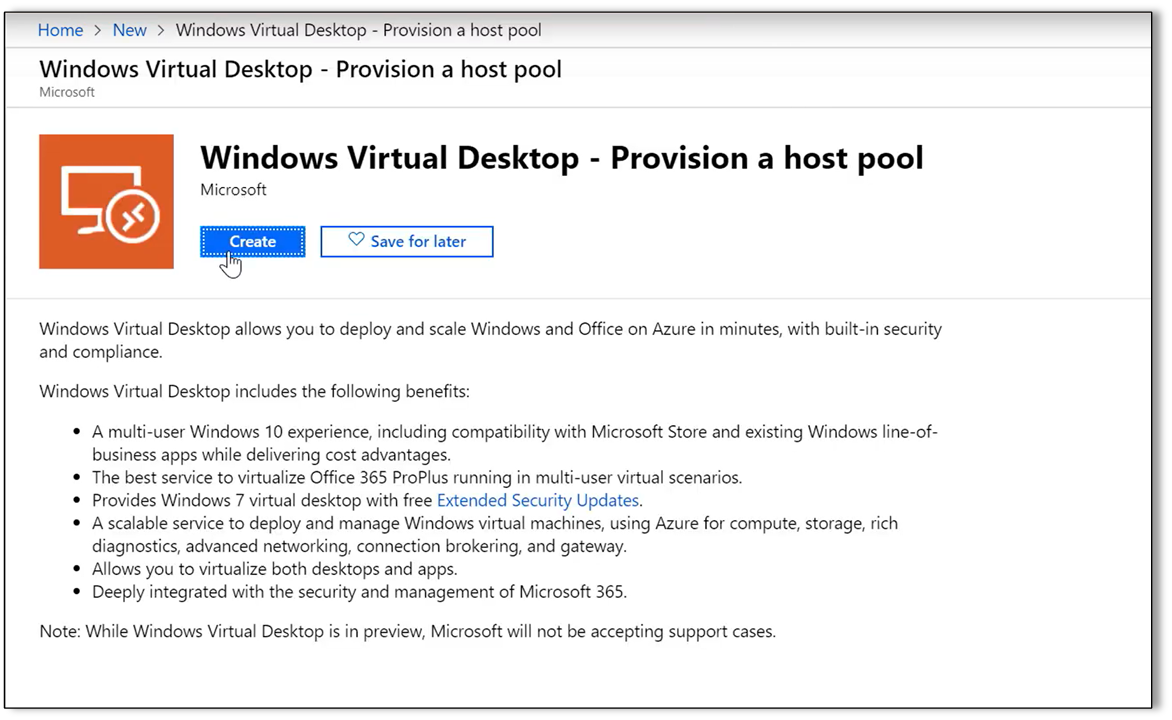 Home > New > Windows Virtual Desktop - Provision a host pool
Windows Virtual Desktop - Provision a host pool
Microsoft
Windows Virtual Desktop - Provision a host pool
Microsoft
Create
Save for later
Windows Virtual Desktop allows you to deploy and scale Windows and Office on Azure in minutes, with built-in security
and compliance.
Windows Virtual Desktop includes the following benefits:
• A multi-user Windows 10 experience, including compatibility with Microsoft Store and existing Windows line-of-
business apps while delivering cost advantages.
• The best service to virtualize Office 365 ProPlus running in multi-user virtual scenarios.
• Provides Windows 7 virtual desktop with free Extended Security Updates.
• A scalable service to deploy and manage Windows virtual machines, using Azure for compute, storage, rich
diagnostics, advanced networking, connection brokering, and gateway.
• Allows you to virtualize both desktops and apps.
• Deeply integrated with the security and management of Microsoft 365.
Note: While Windows Virtual Desktop is in preview, Microsoft will not be accepting support cases.